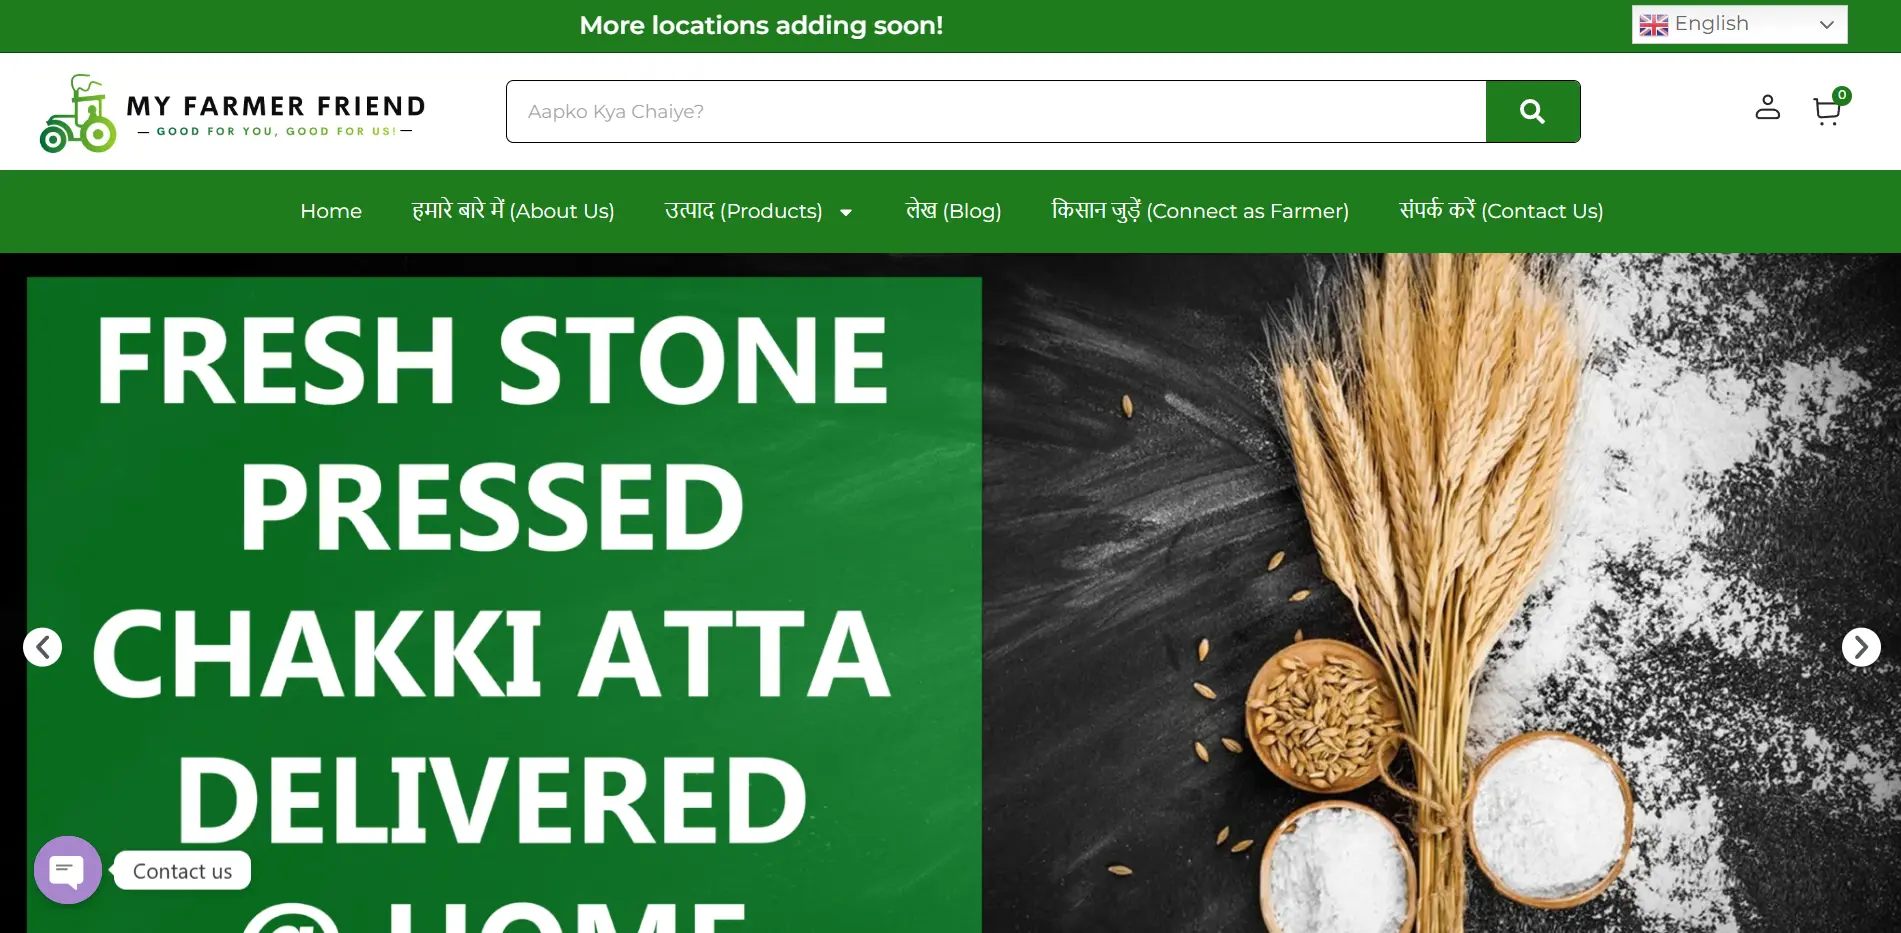 More locations adding soon!
English
MY FARMER FRIEND
GOOD FOR YOU, GOOD FOR US!
Aapko Kya Chaiye?
0
Home
हमारे बारे में (About Us)
उत्पाद (Products)
लेख (Blog)
किसान जुड़ें (Connect as Farmer)
संपर्क करें (Contact Us)
FRESH STONE
PRESSED
CHAKKI ATTA
DELIVERED
@ HOME
Contact us